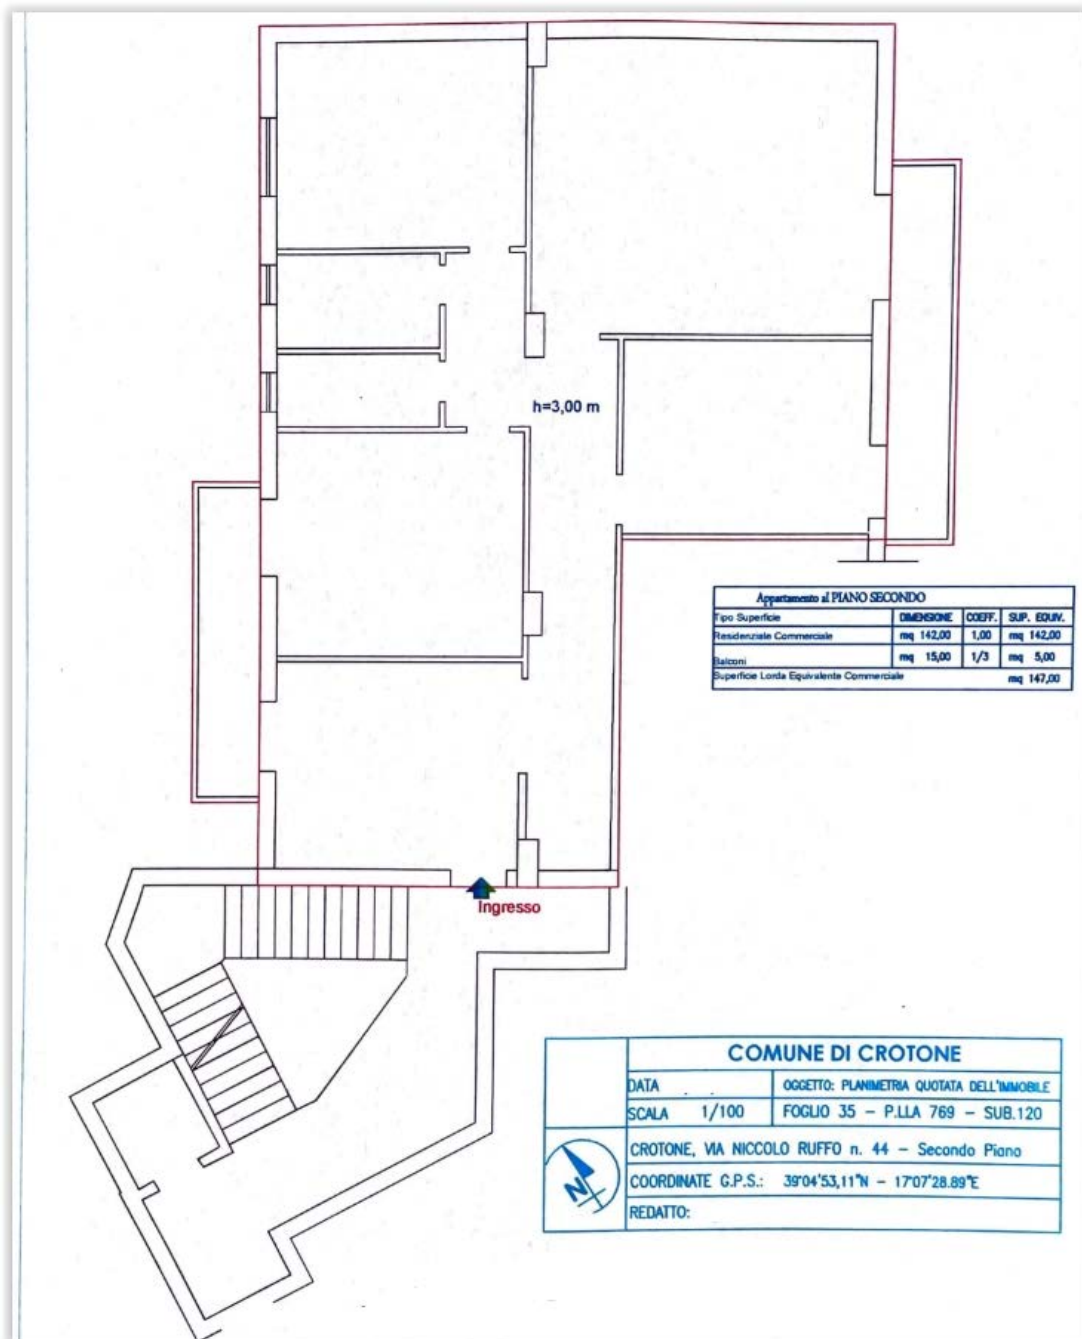 h=3,00 m
Appartamento al PIANO SECONDO
Tipo Superficie DIMENSIONE COEFF. SUP. EQUIV.
Residenziale Commerciale mq 142,00 1,00 mq 142,00
Balconi mq 15,00 1/3 mq 5,00
Superficie Lorda Equivalente Commerciale mq 147,00
Ingresso
COMUNE DI CROTONE
DATA OGGETTO: PLANIMETRIA QUOTATA DELL'IMMOBILE
SCALA 1/100 FOGLIO 35 – P.LLA 769 – SUB.120
CROTONE, VIA NICCOLO RUFFO n. 44 – Secondo Piano
COORDINATE G.P.S.: 39°04'53,11"N – 17°07'28.89"E
N
REDATTO: